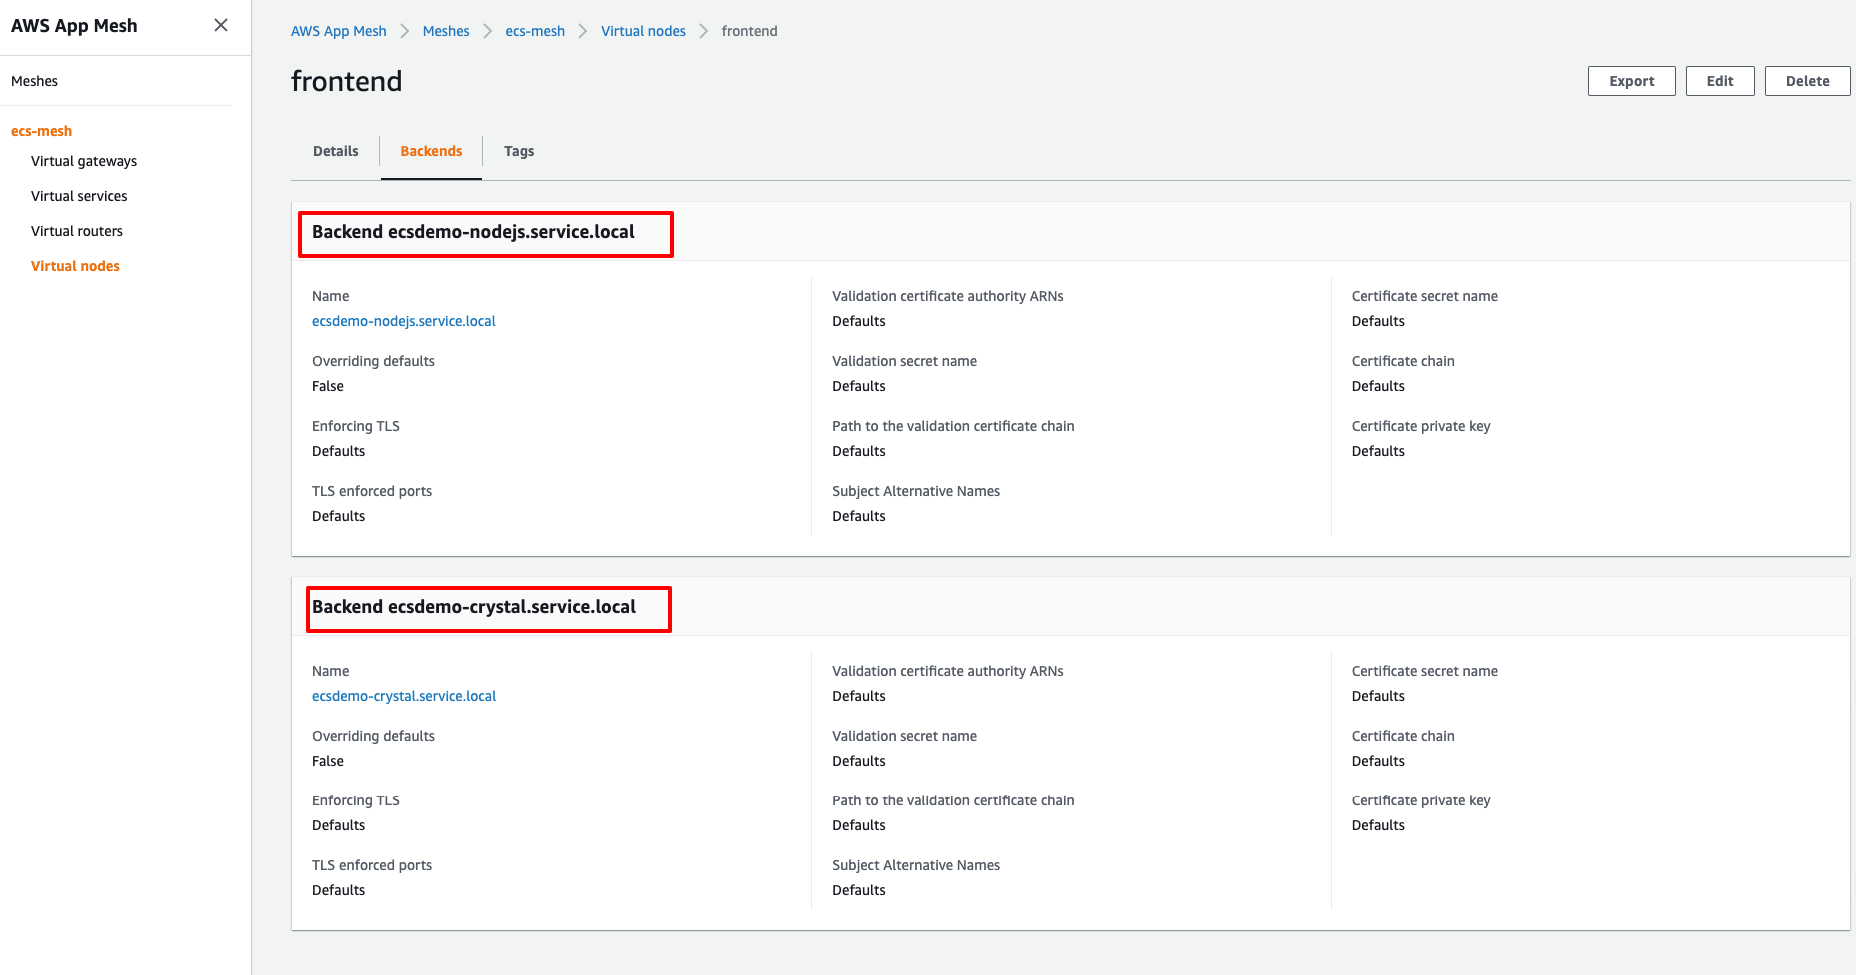 AWS App Mesh
Meshes
ecs-mesh
Virtual gateways
Virtual services
Virtual routers
Virtual nodes
AWS App Mesh Meshes ecs-mesh Virtual nodes frontend
frontend
Export Edit Delete
Details Backends Tags
Backend ecsdemo-nodejs.service.local
Name
ecsdemo-nodejs.service.local
Overriding defaults
False
Enforcing TLS
Defaults
TLS enforced ports
Defaults
Validation certificate authority ARNs
Defaults
Validation secret name
Defaults
Path to the validation certificate chain
Defaults
Subject Alternative Names
Defaults
Certificate secret name
Defaults
Certificate chain
Defaults
Certificate private key
Defaults
Backend ecsdemo-crystal.service.local
Name
ecsdemo-crystal.service.local
Overriding defaults
False
Enforcing TLS
Defaults
TLS enforced ports
Defaults
Validation certificate authority ARNs
Defaults
Validation secret name
Defaults
Path to the validation certificate chain
Defaults
Subject Alternative Names
Defaults
Certificate secret name
Defaults
Certificate chain
Defaults
Certificate private key
Defaults